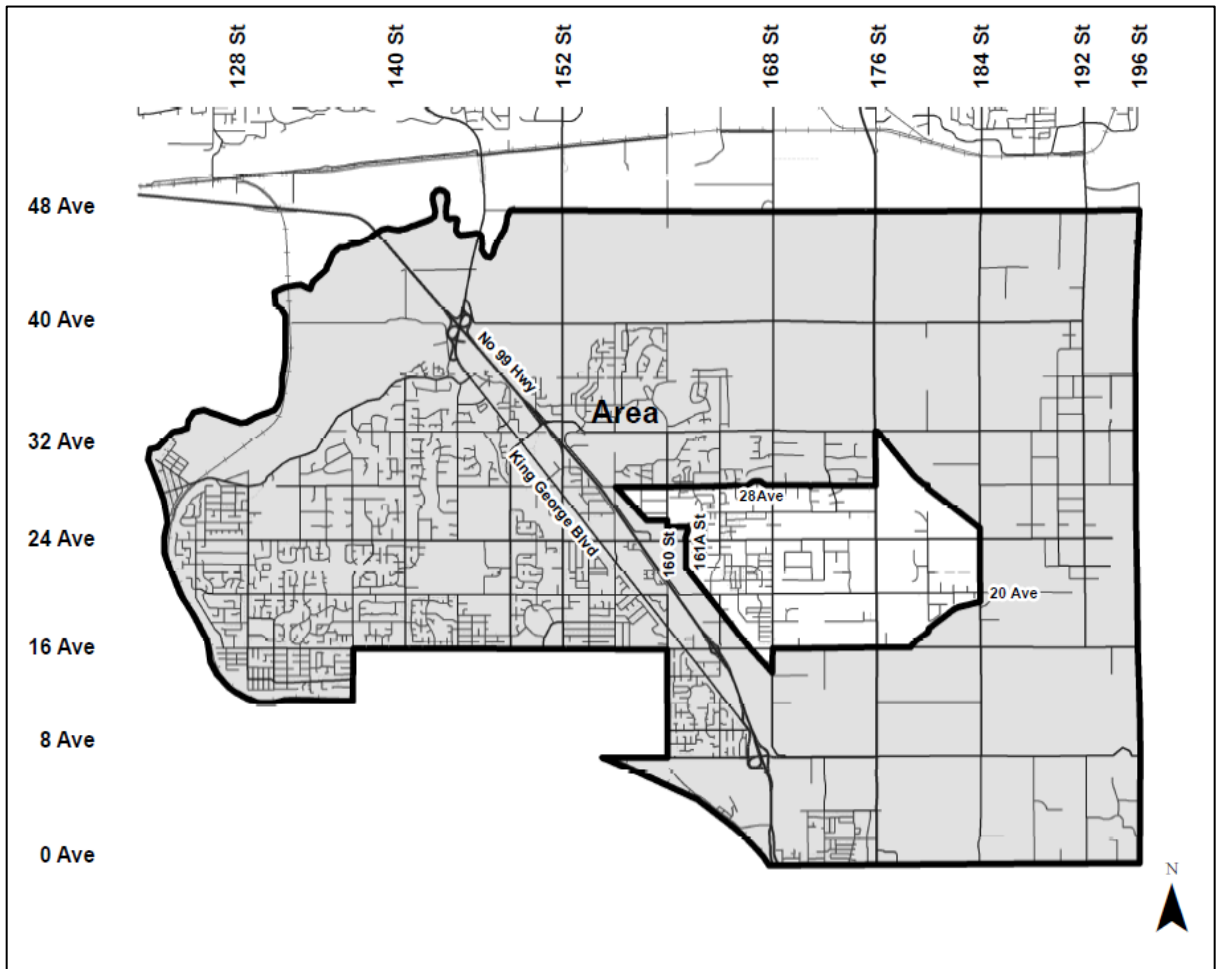 128 St
140 St
152 St
168 St
176 St
184 St
192 St
196 St
48 Ave
40 Ave
No 99 Hwy
Area
32 Ave
King George Blvd
28Ave
24 Ave
160 St
161A St
20 Ave
16 Ave
8 Ave
0 Ave
N